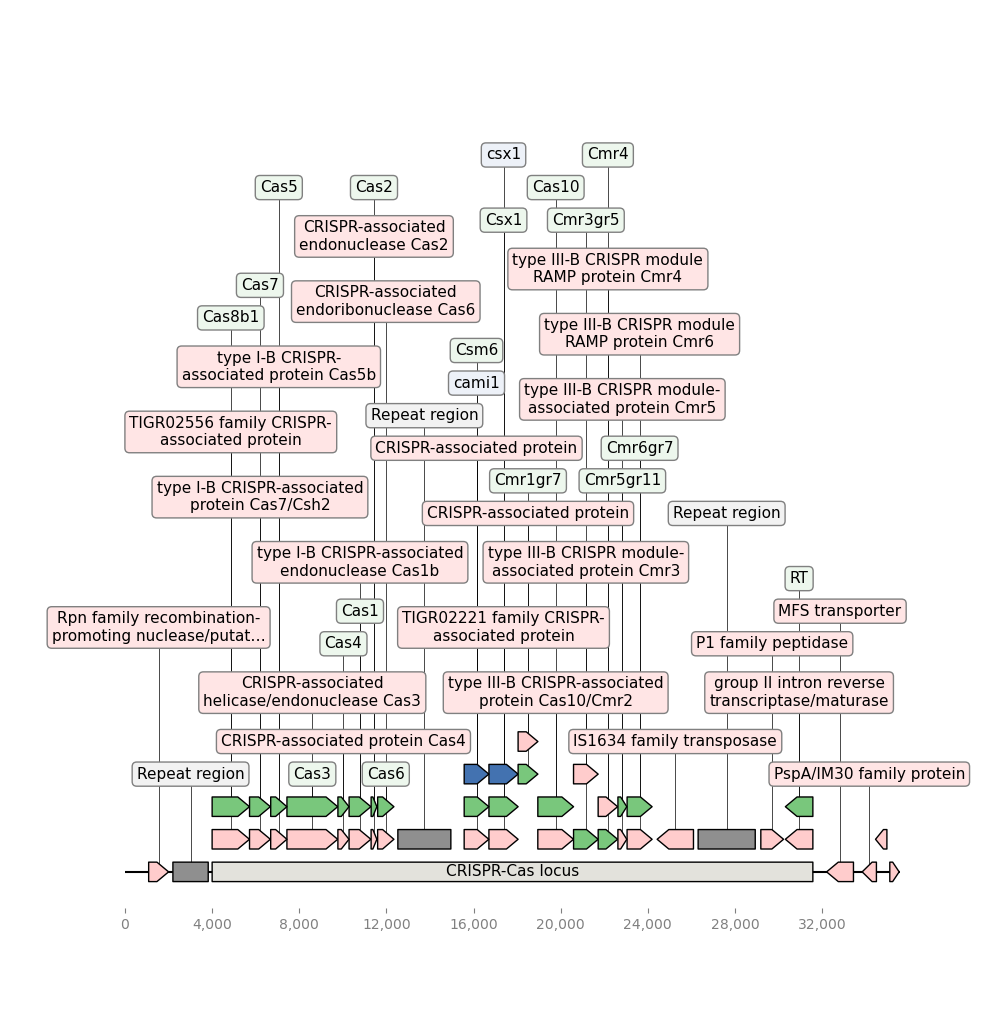 csx1
Cmr4
Cas5
Cas2
Cas10
CRISPR-associated
endonuclease Cas2
Csx1
Cmr3gr5
type III-B CRISPR module
RAMP protein Cmr4
Cas7
CRISPR-associated
endoribonuclease Cas6
Cas8b1
type III-B CRISPR module
RAMP protein Cmr6
type I-B CRISPR-
associated protein Cas5b
Csm6
cami1
type III-B CRISPR module-
associated protein Cmr5
TIGR02556 family CRISPR-
associated protein
Repeat region
CRISPR-associated protein
Cmr6gr7
type I-B CRISPR-associated
protein Cas7/Csh2
Cmr1gr7
Cmr5gr11
CRISPR-associated protein
Repeat region
type I-B CRISPR-associated
endonuclease Cas1b
type III-B CRISPR module-
associated protein Cmr3
RT
Rpn family recombination-
promoting nuclease/putat...
Cas1
TIGR02221 family CRISPR-
associated protein
MFS transporter
Cas4
P1 family peptidase
CRISPR-associated
helicase/endonuclease Cas3
type III-B CRISPR-associated
protein Cas10/Cmr2
group II intron reverse
transcriptase/maturase
CRISPR-associated protein Cas4
IS1634 family transposase
Repeat region
Cas3
Cas6
PspA/IM30 family protein
CRISPR-Cas locus
0
4,000
8,000
12,000
16,000
20,000
24,000
28,000
32,000